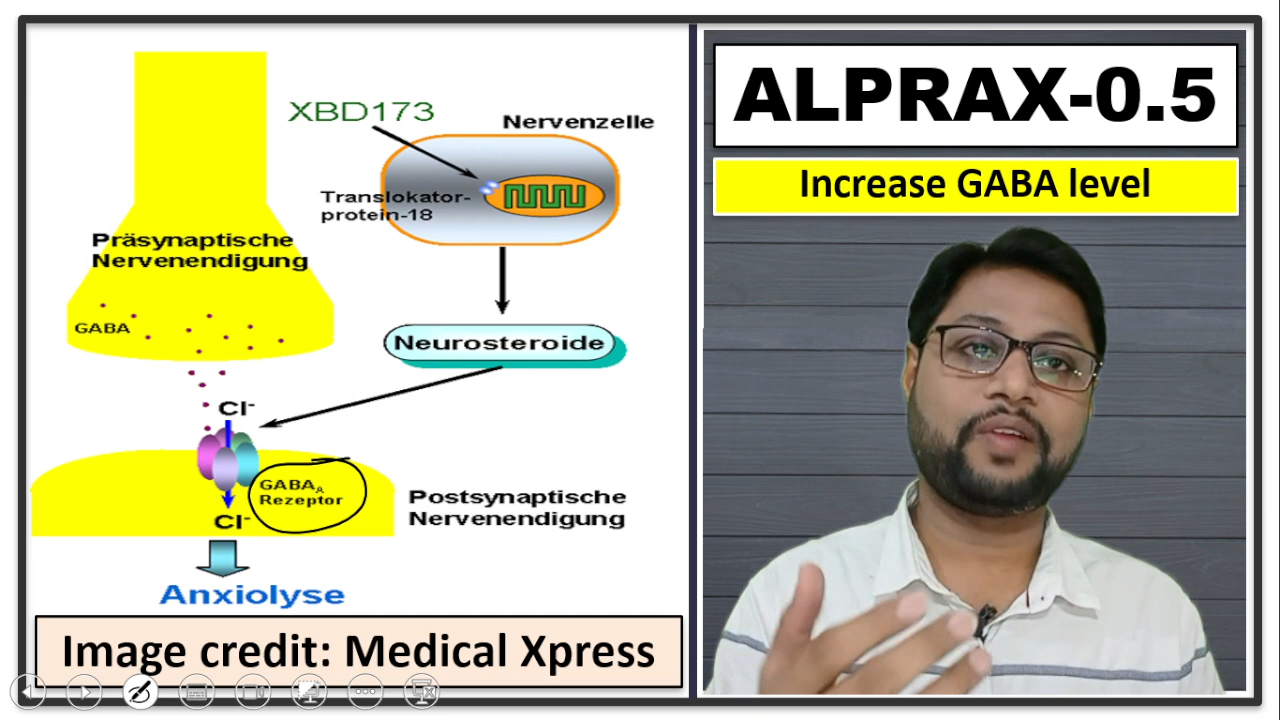 XBD173
Nervenzelle
Translokator-
protein-18
Präsynaptische
Nervenendigung
GABA
Neurosteroide
Cl-
GABAA
Rezeptor
Cl-
Postsynaptische
Nervenendigung
Anxiolyse
Image credit: Medical Xpress
ALPRAX-0.5
Increase GABA level